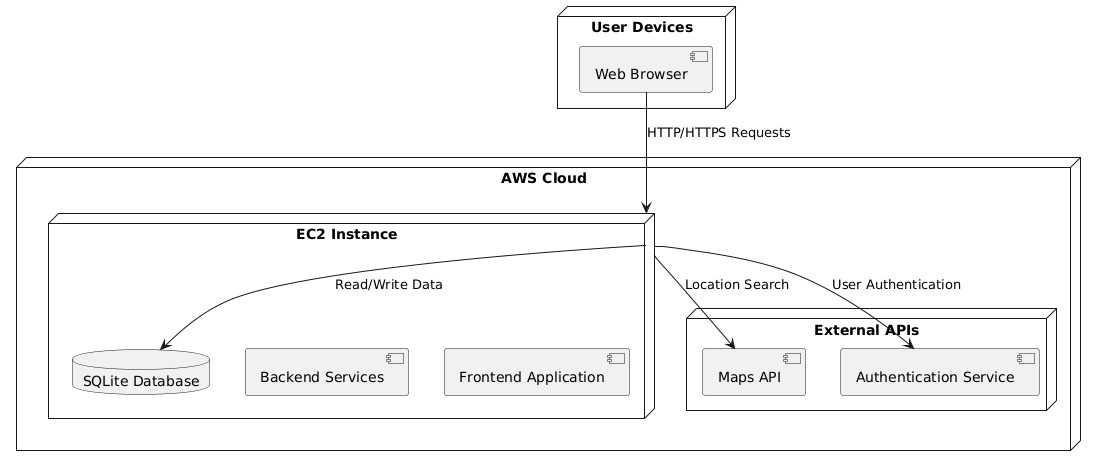 User Devices
Web Browser
HTTP/HTTPS Requests
AWS Cloud
EC2 Instance
Read/Write Data
Location Search
User Authentication
External APIs
SQLite Database
Backend Services
Frontend Application
Maps API
Authentication Service